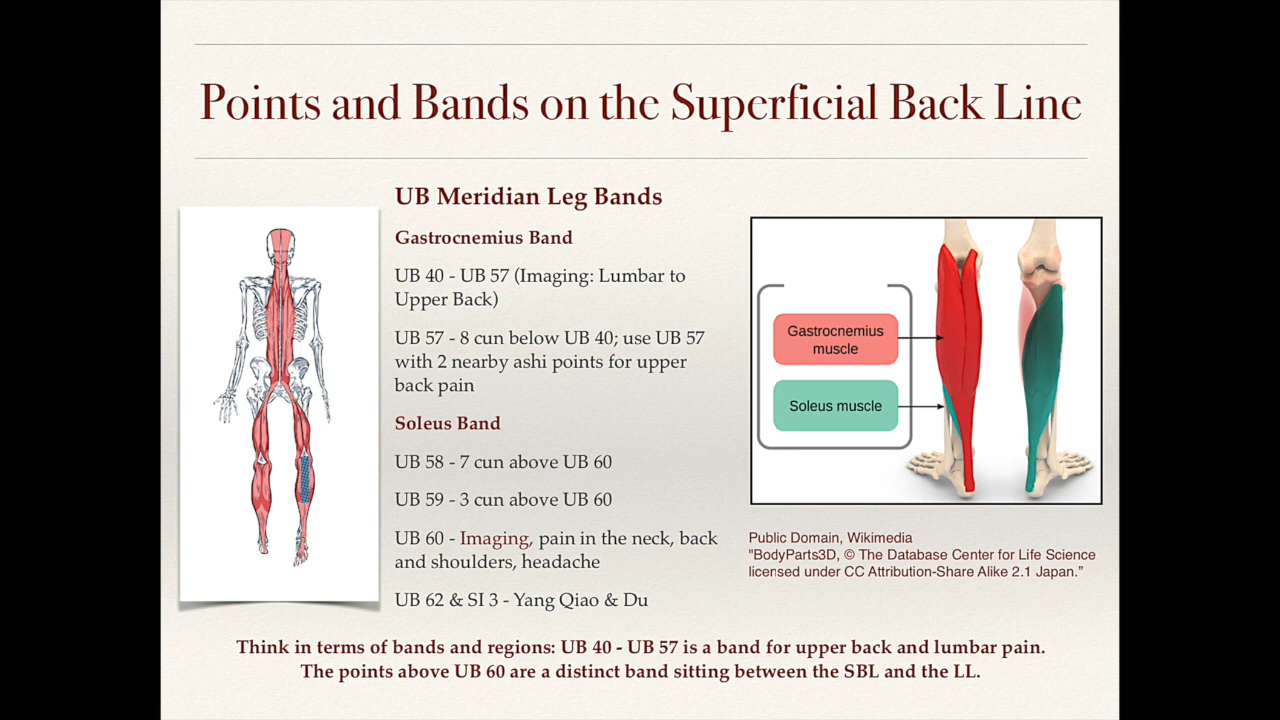 Points and Bands on the Superficial Back Line
UB Meridian Leg Bands
Gastrocnemius Band
UB 40 - UB 57 (Imaging: Lumbar to
Upper Back)
UB 57 - 8 cun below UB 40; use UB 57
with 2 nearby ashi points for upper
back pain
Soleus Band
UB 58 - 7 cun above UB 60
UB 59 - 3 cun above UB 60
UB 60 - Imaging, pain in the neck, back
and shoulders, headache
UB 62 & SI 3 - Yang Qiao & Du
Gastrocnemius
muscle
Soleus muscle
Public Domain, Wikimedia
"BodyParts3D, © The Database Center for Life Science
licensed under CC Attribution-Share Alike 2.1 Japan."
Think in terms of bands and regions: UB 40 - UB 57 is a band for upper back and lumbar pain.
The points above UB 60 are a distinct band sitting between the SBL and the LL.